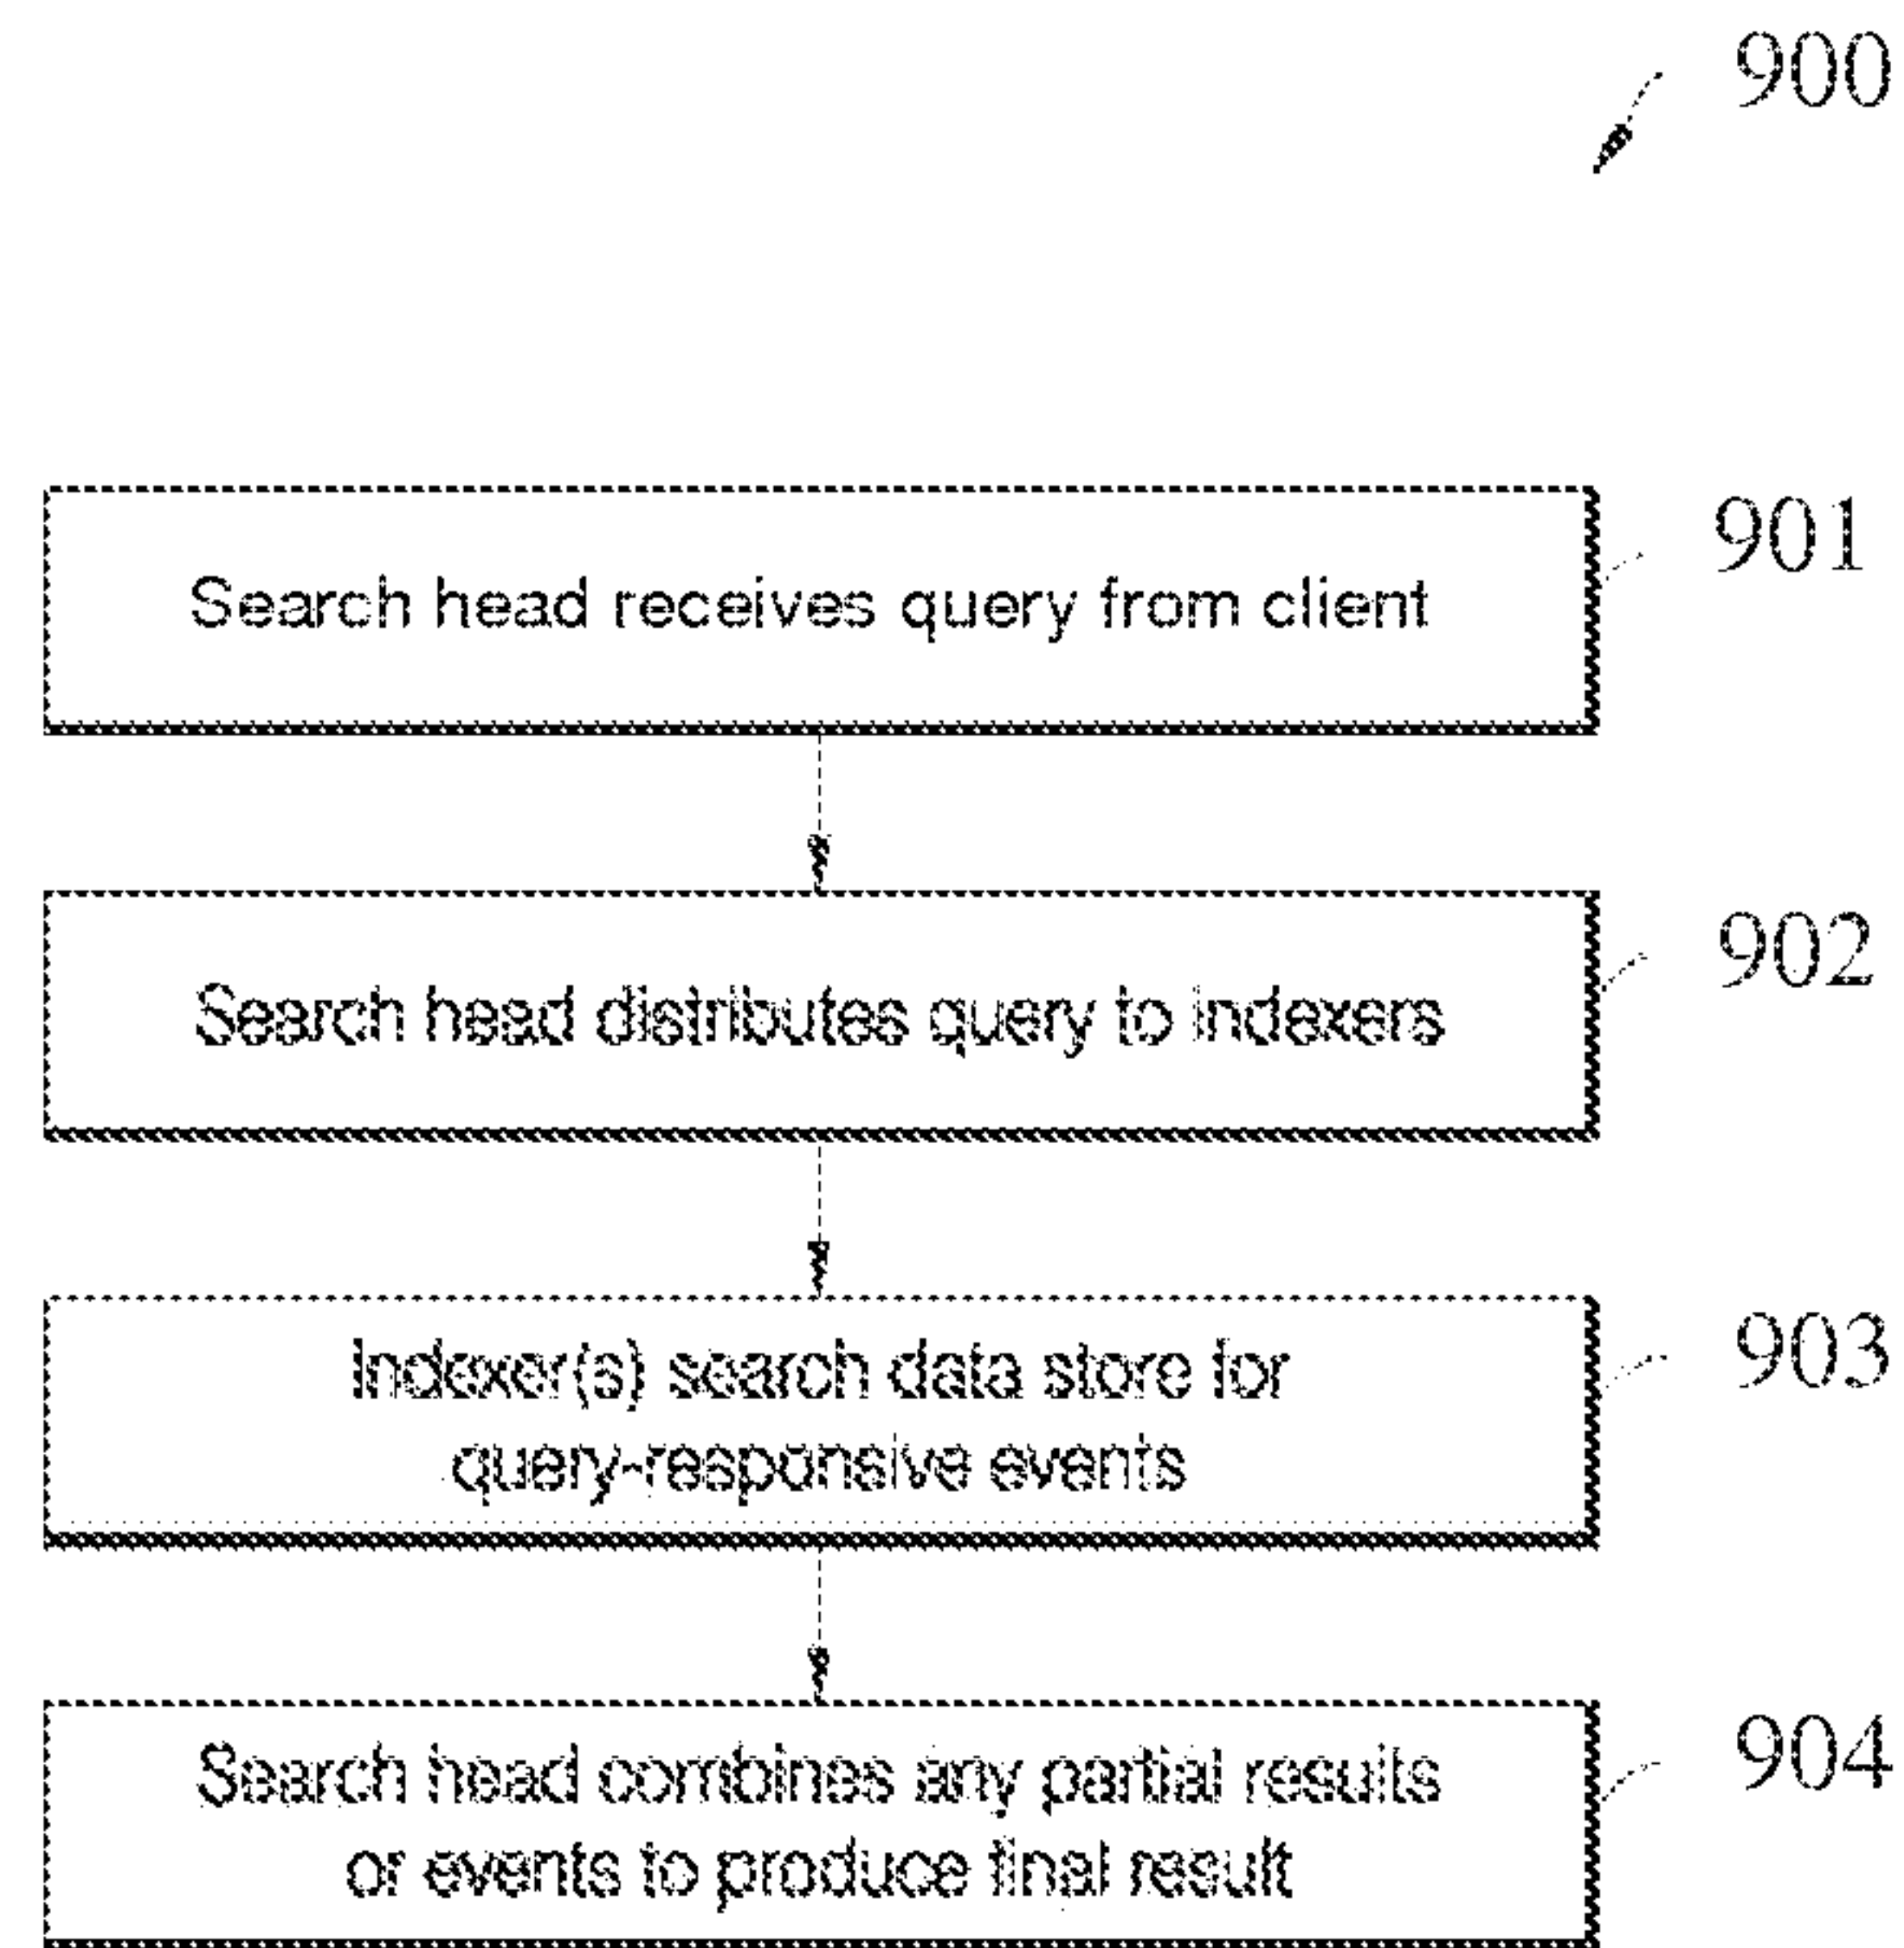 900
901
Search head receives query from client
902
Search head distributes query to indexers
903
Indexer(s) search data store for
query-responsive events
904
Search head combines any partial results
or events to produce final result